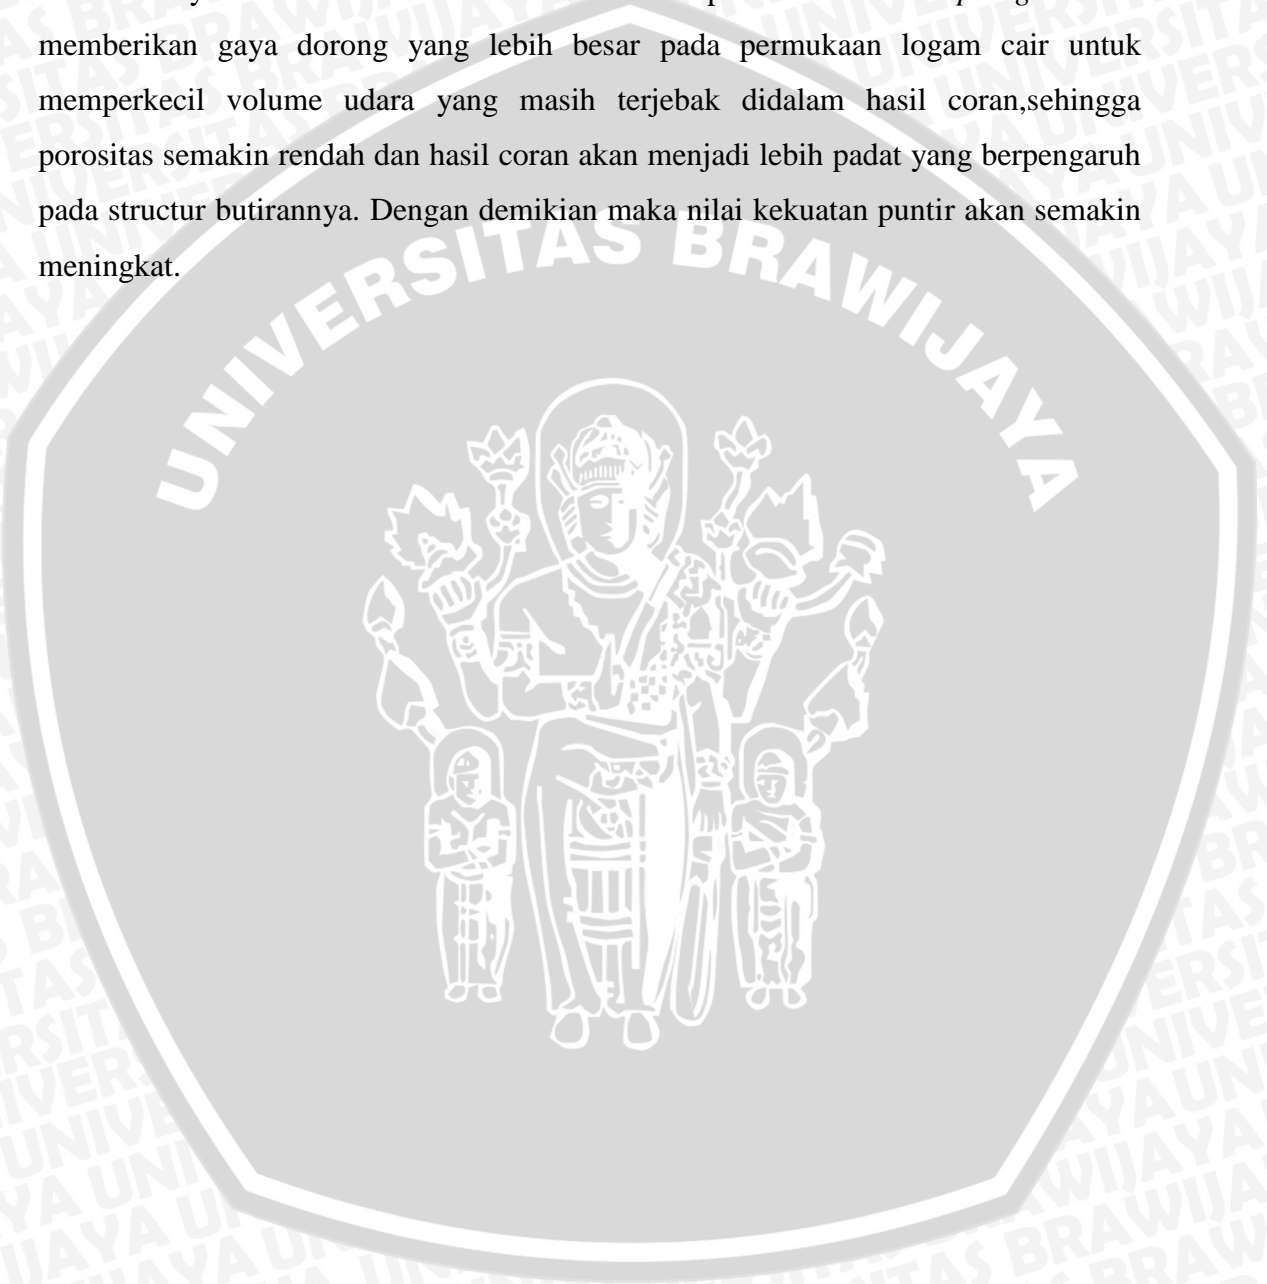 memberikan gaya dorong yang lebih besar pada permukaan logam cair untuk
memperkecil volume udara yang masih terjebak didalam hasil coran,sehingga
porositas semakin rendah dan hasil coran akan menjadi lebih padat yang berpengaruh
pada structur butirannya. Dengan demikian maka nilai kekuatan puntir akan semakin
meningkat.
UNIVERSITAS BRAWIJAYA